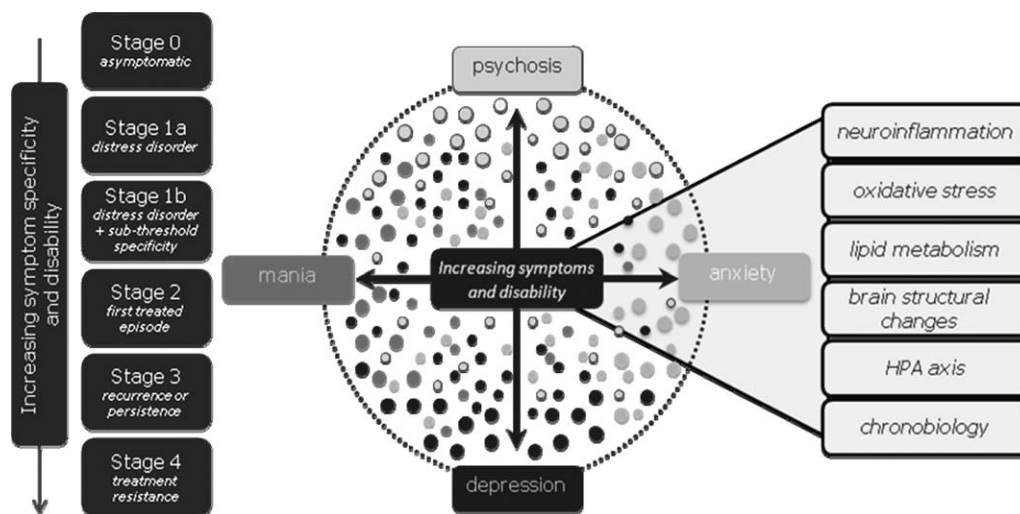 Increasing symptom specificity
and disability
Stage 0
asymptomatic
Stage 1a
distress disorder
Stage 1b
distress disorder
+ sub-threshold
specificity
Stage 2
first treated
episode
Stage 3
recurrence or
persistence
Stage 4
treatment
resistance
psychosis
mania
Increasing symptoms
and disability
anxiety
depression
neuroinflammation
oxidative stress
lipid metabolism
brain structural
changes
HPA axis
chronobiology